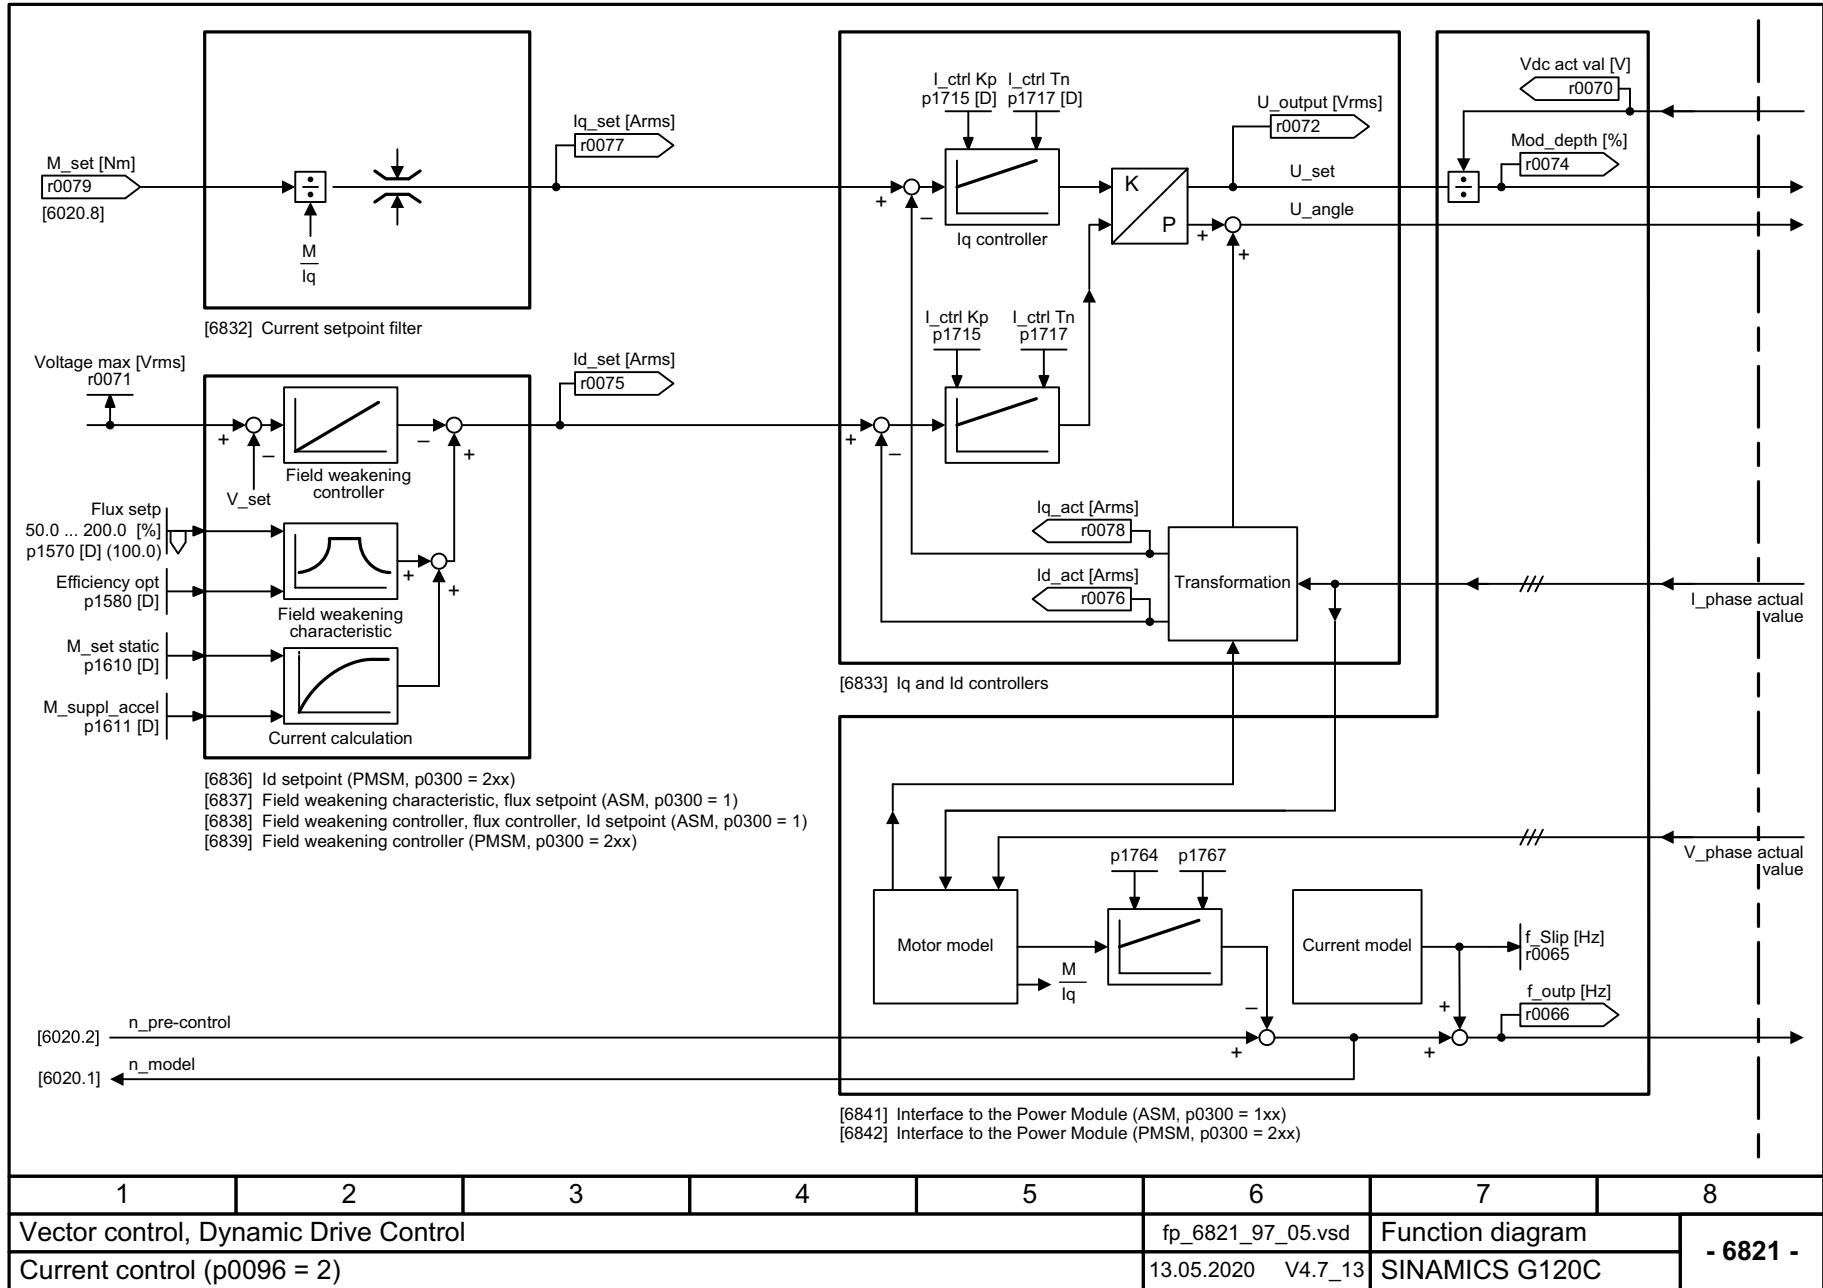 M_set [Nm]
r0079
[6020.8]
÷
M
Iq
[6832] Current setpoint filter
Iq_set [Arms]
r0077
Voltage max [Vrms]
r0071
+
–
V_set
Field weakening
controller
–
+
Id_set [Arms]
r0075
Flux setp
50.0 ... 200.0 [%]
p1570 [D] (100.0)
Efficiency opt
p1580 [D]
Field weakening
characteristic
+
+
M_set static
p1610 [D]
M_suppl_accel
p1611 [D]
Current calculation
[6836] Id setpoint (PMSM, p0300 = 2xx)
[6837] Field weakening characteristic, flux setpoint (ASM, p0300 = 1)
[6838] Field weakening controller, flux controller, Id setpoint (ASM, p0300 = 1)
[6839] Field weakening controller (PMSM, p0300 = 2xx)
I_ctrl Kp
p1715 [D]
I_ctrl Tn
p1717 [D]
+
–
Iq controller
K
P
U_output [Vrms]
r0072
U_set
U_angle
+
+
I_ctrl Kp
p1715
I_ctrl Tn
p1717
+
–
Iq_act [Arms]
r0078
Id_act [Arms]
r0076
Transformation
[6833] Iq and Id controllers
Vdc act val [V]
r0070
Mod_depth [%]
r0074
÷
I_phase actual
value
V_phase actual
value
p1764
p1767
Motor model
M
Iq
Current model
f_Slip [Hz]
r0065
f_outp [Hz]
r0066
–
+
+
+
[6020.2]
n_pre-control
[6020.1]
n_model
[6841] Interface to the Power Module (ASM, p0300 = 1xx)
[6842] Interface to the Power Module (PMSM, p0300 = 2xx)
1 2 3 4 5 6 7 8
Vector control, Dynamic Drive Control
fp_6821_97_05.vsd
Function diagram
- 6821 -
Current control (p0096 = 2)
13.05.2020 V4.7_13
SINAMICS G120C